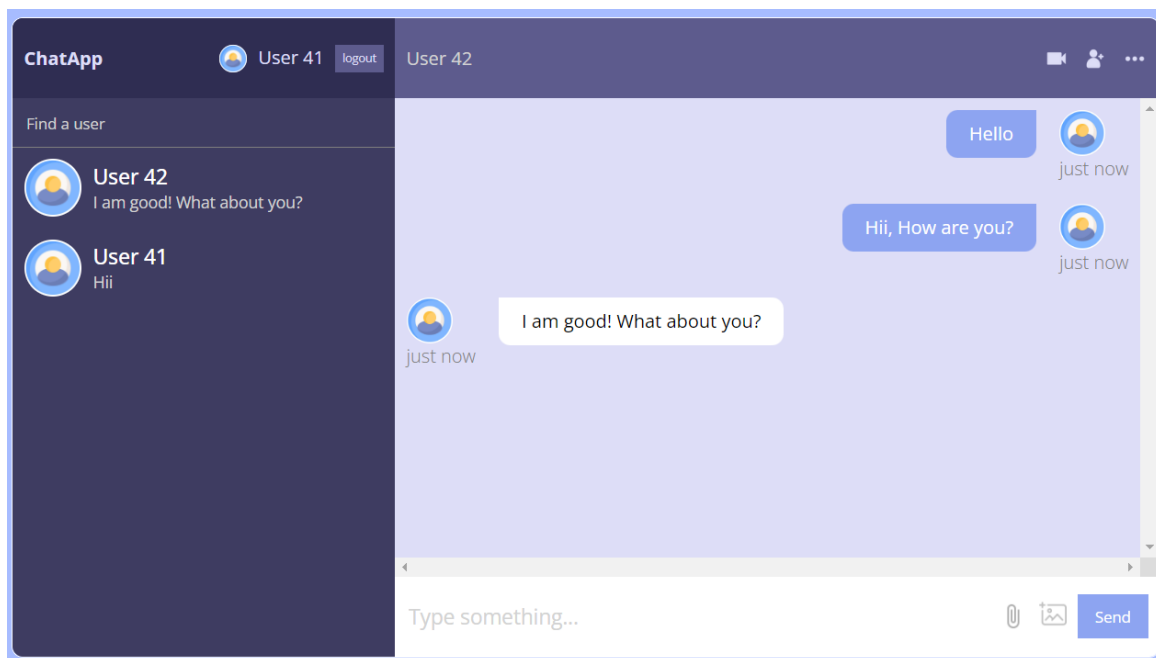 ChatApp User 41 logout
Find a user
User 42
I am good! What about you?
User 41
Hii
User 42
Hello
just now
Hii, How are you?
just now
I am good! What about you?
just now
Type something...
Send